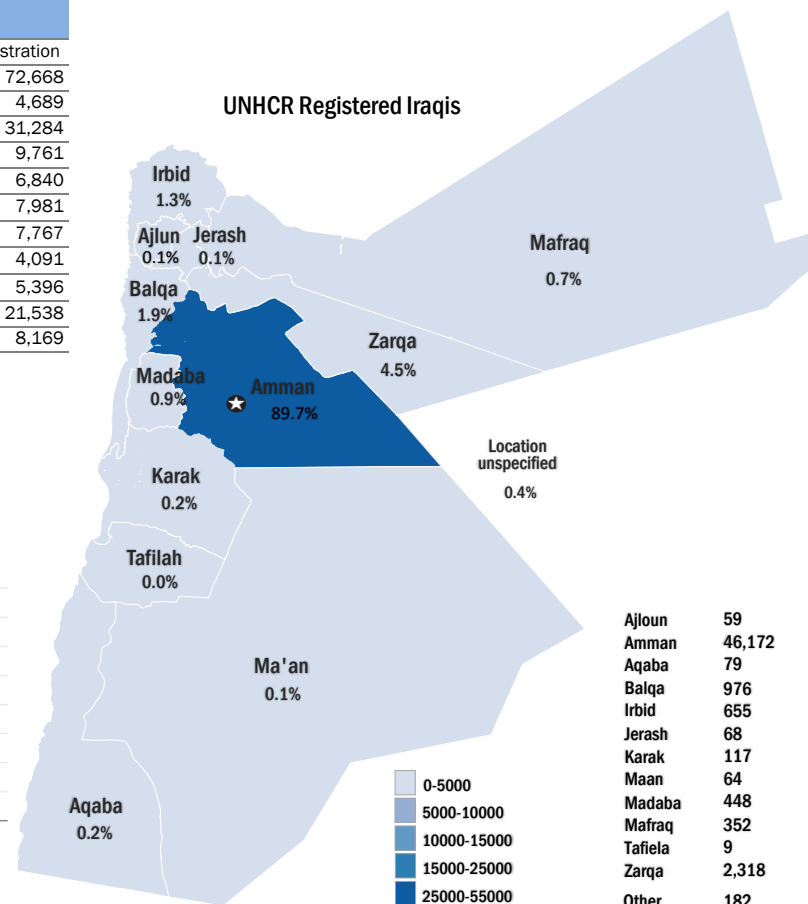 stration
72,668
4,689
31,284
9,761
6,840
7,981
7,767
4,091
5,396
21,538
8,169
UNHCR Registered Iraqis
Irbid
1.3%
Ajlun
0.1%
Jerash
0.1%
Mafraq
0.7%
Balqa
1.9%
Zarqa
4.5%
Madaba
0.9%
Amman
89.7%
Location
unspecified
0.4%
Karak
0.2%
Tafilah
0.0%
Ma'an
0.1%
Aqaba
0.2%
0-5000
5000-10000
10000-15000
15000-25000
25000-55000
Ajloun 59
Amman 46,172
Aqaba 79
Balqa 976
Irbid 655
Jerash 68
Karak 117
Maan 64
Madaba 448
Mafraq 352
Tafiela 9
Zarqa 2,318
Other 182